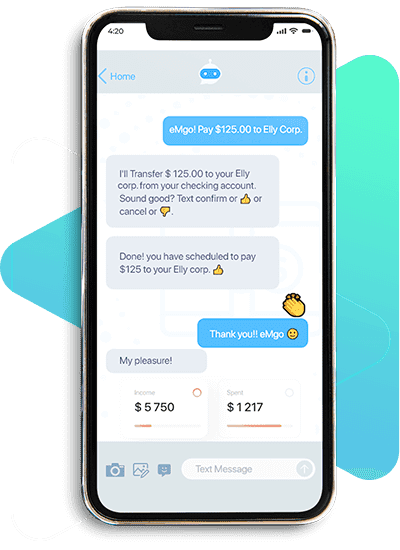 4:20
Home
eMgo! Pay $125.00 to Elly Corp.
I'll Transfer $ 125.00 to your Elly
corp. from your checking account.
Sound good? Text confirm or 👍 or
cancel or 👎.
Done! you have scheduled to pay
$125 to your Elly corp. 👍
👏
Thank you!! eMgo 🙂
My pleasure!
Income
Spent
$ 5 750
$ 1 217
Text Message